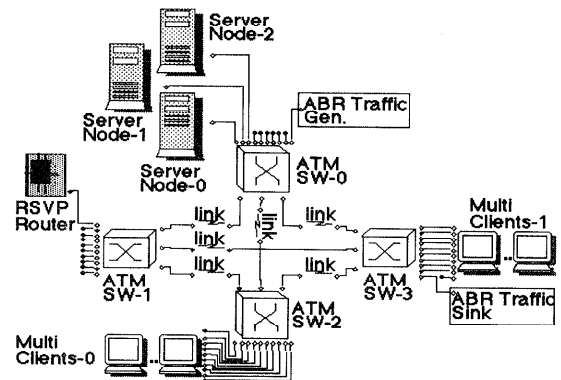 Server
Node-2
Server
Node-1
Server
Node-0
ABR Traffic
Gen.
ATM
SW-0
RSVP
Router
link
link
link
Multi
Clients-1
link
ATM
SW-1
link
link
ATM
SW-3
ATM
SW-2
ABR Traffic
Sink
Multi
Clients-0